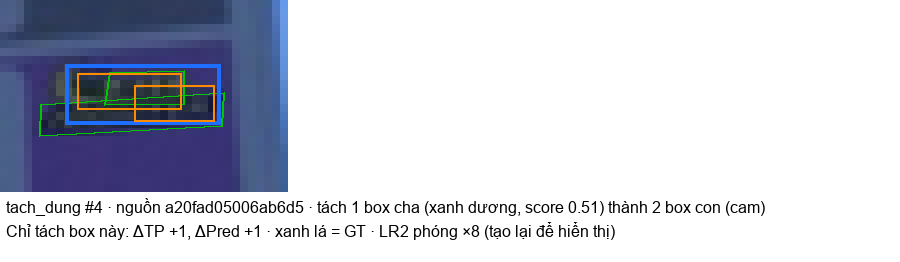 tach_dung #4 · nguồn a20fad05006ab6d5 · tách 1 box cha (xanh dương, score 0.51) thành 2 box con (cam)
Chỉ tách box này: ΔTP +1, ΔPred +1 · xanh lá = GT · LR2 phóng ×8 (tạo lại để hiển thị)